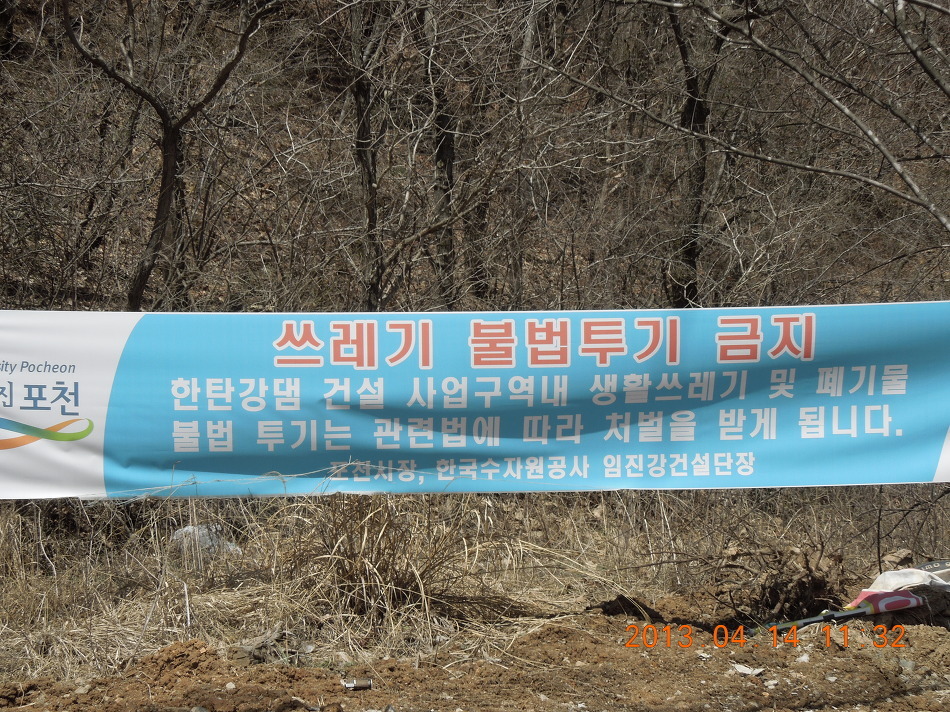 sity Pocheon
포천
쓰레기 불법투기 금지
한탄강댐 건설 사업구역내 생활쓰레기 및 폐기물
불법 투기는 관련법에 따라 처벌을 받게 됩니다.
포천시장, 한국수자원공사 임진강건설단장
2013. 04. 14 11:32